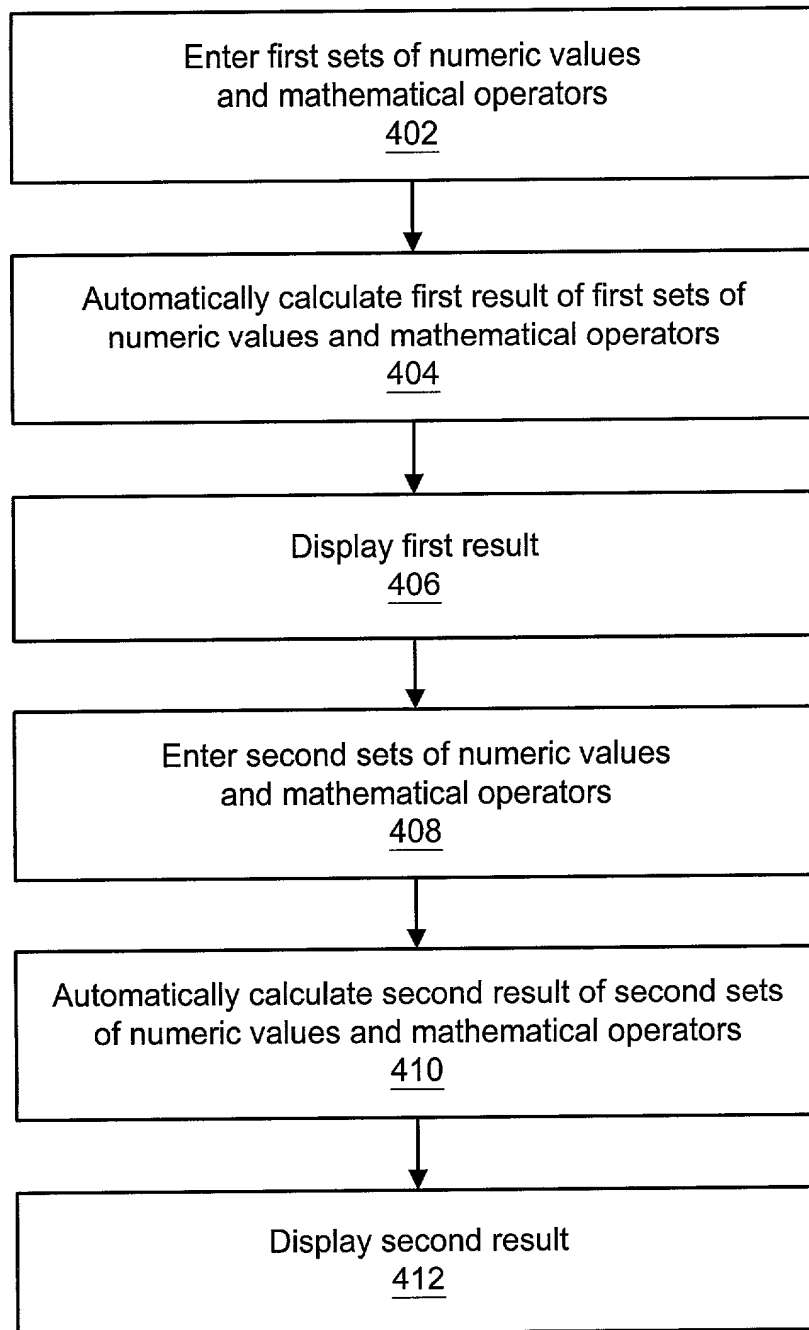 Enter first sets of numeric values
and mathematical operators
402
Automatically calculate first result of first sets of
numeric values and mathematical operators
404
Display first result
406
Enter second sets of numeric values
and mathematical operators
408
Automatically calculate second result of second sets
of numeric values and mathematical operators
410
Display second result
412